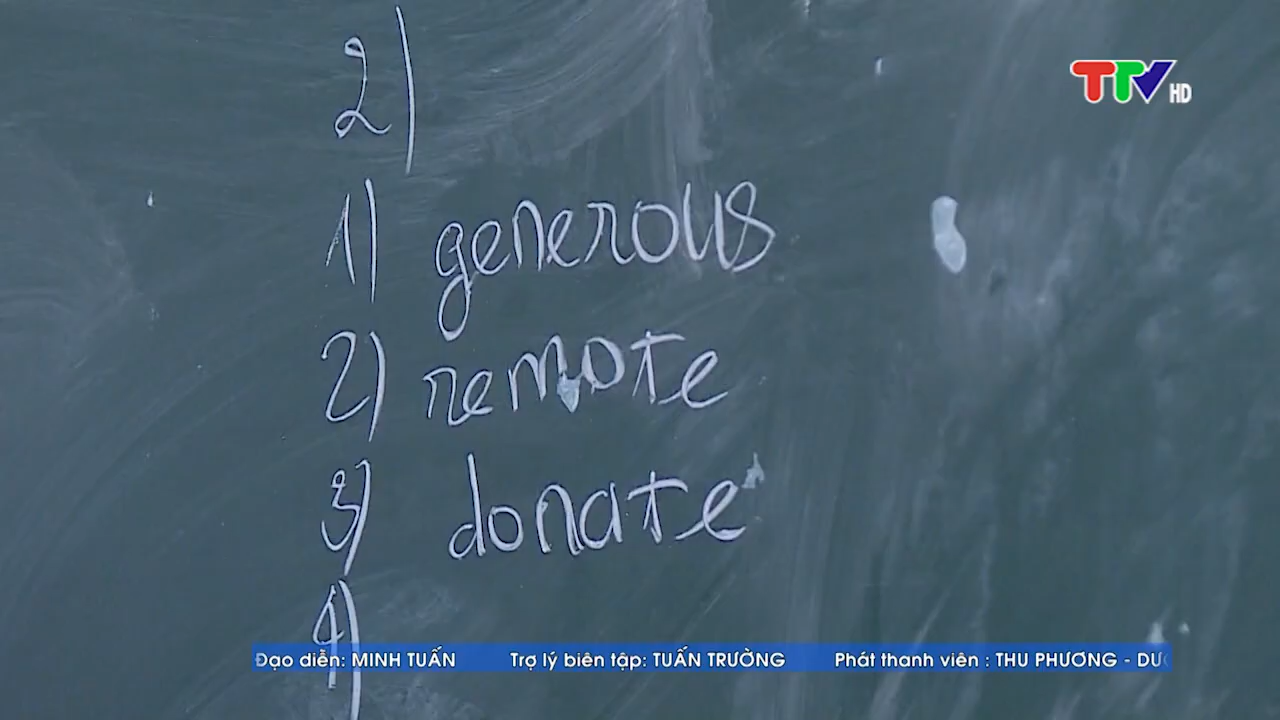 2)
TTV HD
1) generous
2) remote
3) donate
4)
Đạo diễn: MINH TUẤN Trợ lý biên tập: TUẤN TRƯỜNG Phát thanh viên : THU PHƯƠNG -